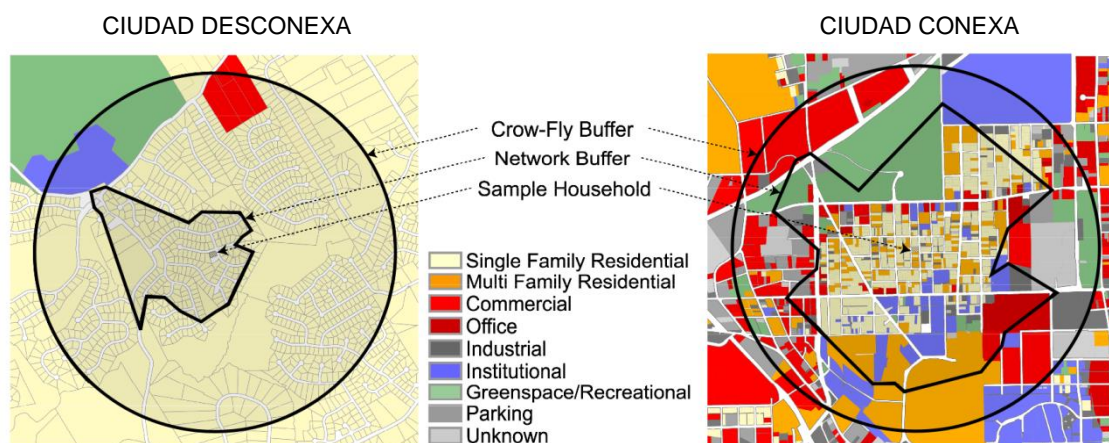 CIUDAD DESCONEXA
CIUDAD CONEXA
Crow-Fly Buffer
Network Buffer
Sample Household
Single Family Residential
Multi Family Residential
Commercial
Office
Industrial
Institutional
Greenspace/Recreational
Parking
Unknown